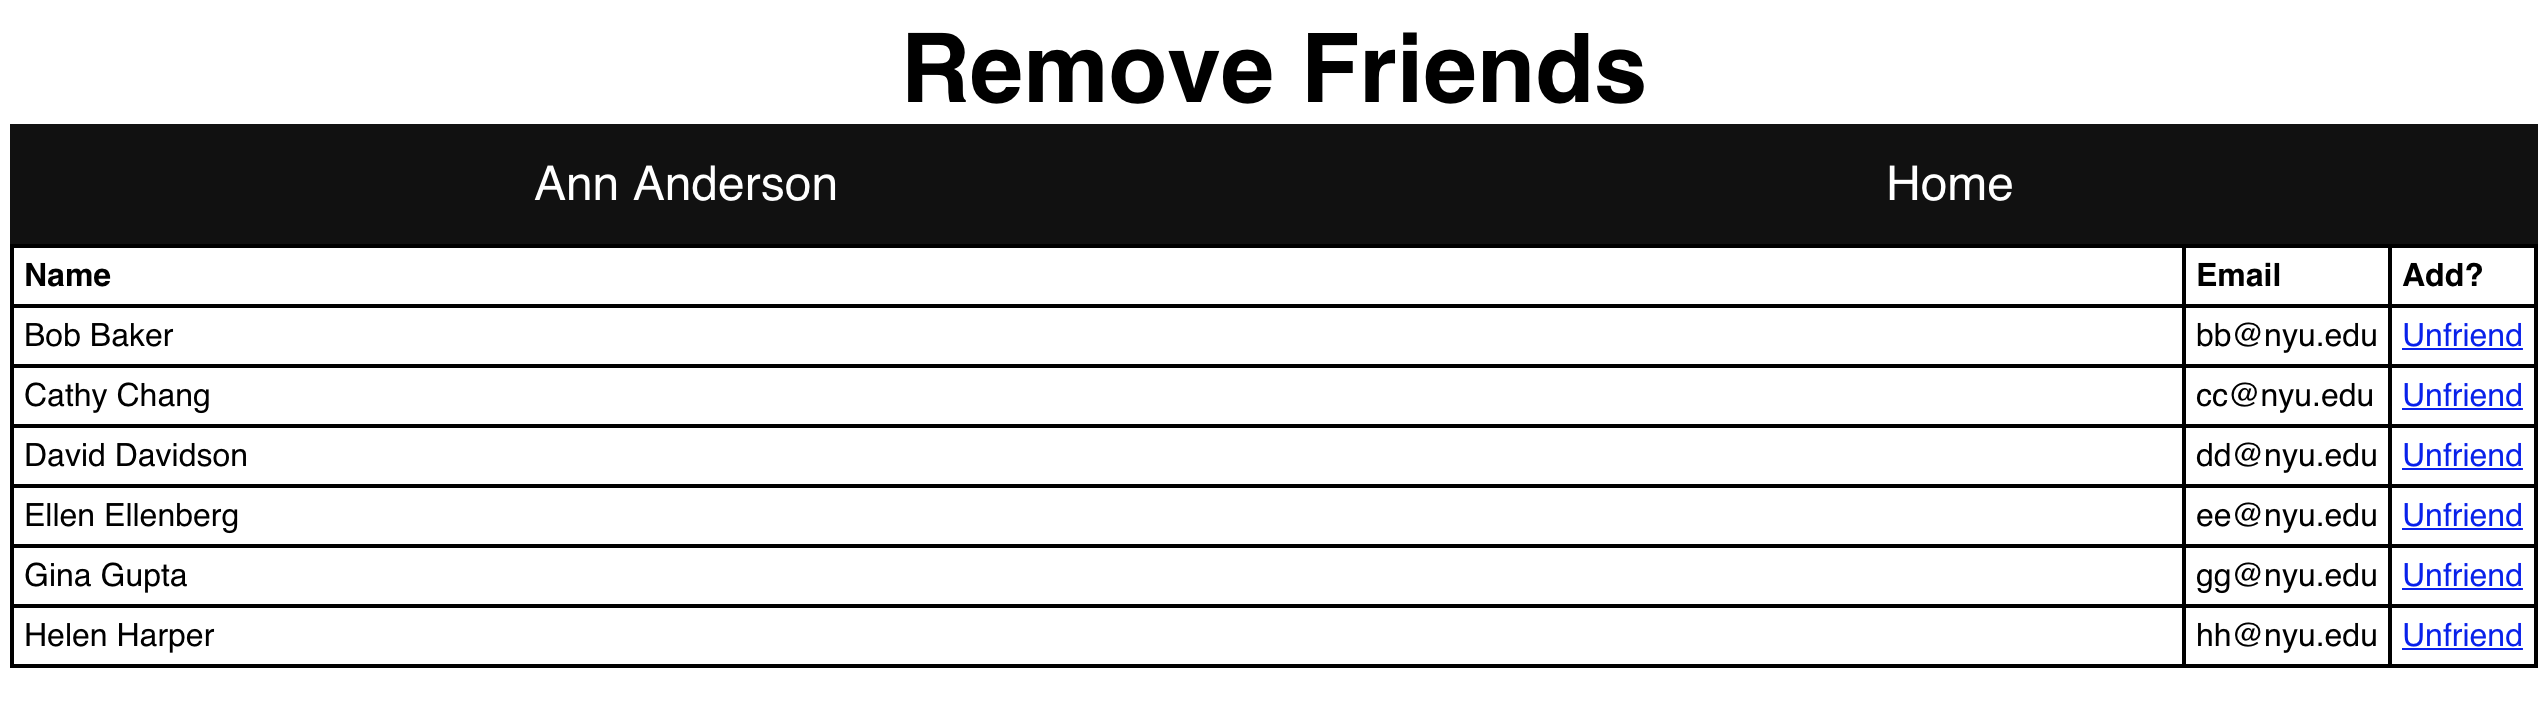 Remove Friends
Ann Anderson Home
Name Email Add?
Bob Baker bb@nyu.edu Unfriend
Cathy Chang cc@nyu.edu Unfriend
David Davidson dd@nyu.edu Unfriend
Ellen Ellenberg ee@nyu.edu Unfriend
Gina Gupta gg@nyu.edu Unfriend
Helen Harper hh@nyu.edu Unfriend